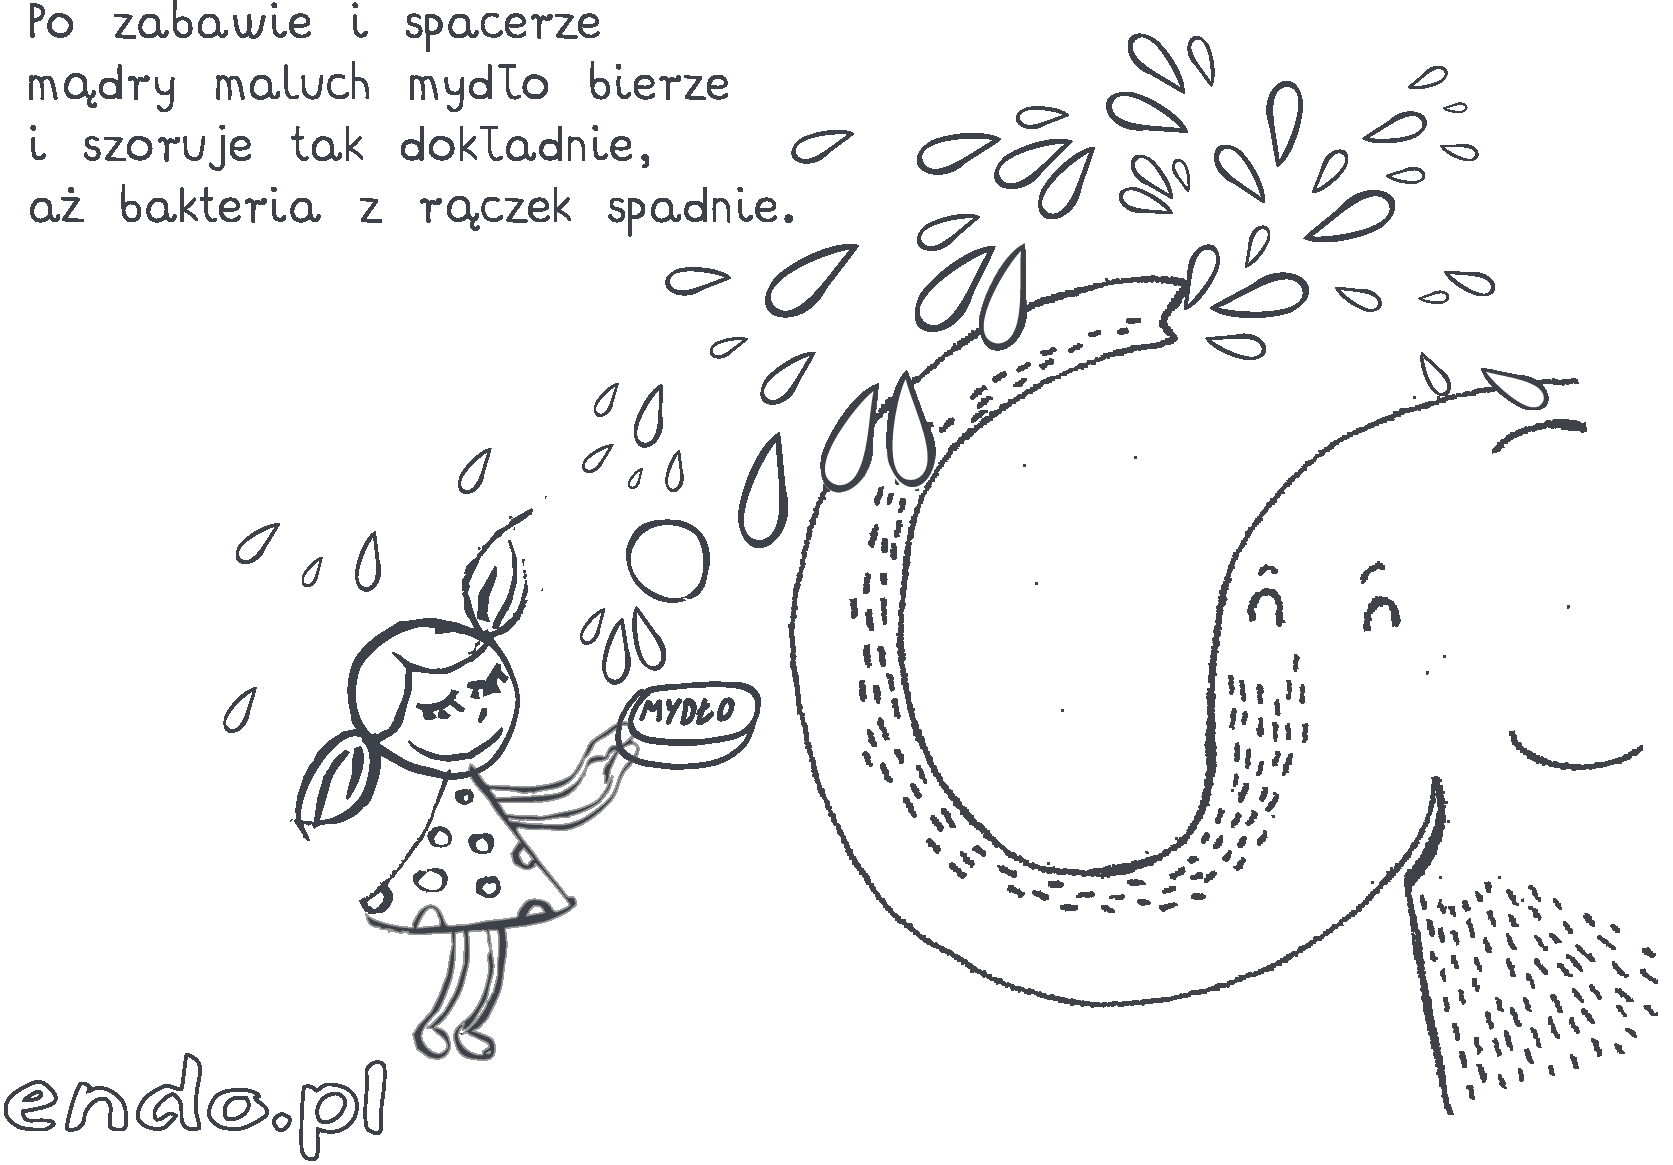 Po zabawie i spacerze
mądry maluch mydło bierze
i szoruje tak dokładnie,
aż bakteria z rączek spadnie.
MYDŁO
endo.pl